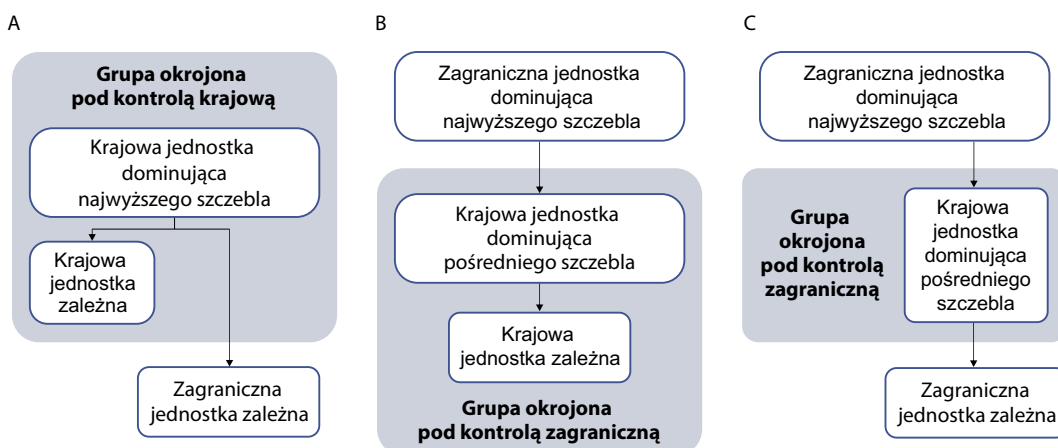 A
Grupa okrojona
pod kontrolą krajową
Krajowa jednostka
dominująca
najwyższego szczebla
Krajowa
jednostka
zależna
Zagraniczna
jednostka zależna
B
Zagraniczna jednostka
dominująca
najwyższego szczebla
Krajowa jednostka
dominująca
pośredniego szczebla
Krajowa
jednostka zależna
Grupa okrojona
pod kontrolą zagraniczną
C
Zagraniczna jednostka
dominująca
najwyższego szczebla
Grupa
okrojona
pod kontrolą
zagraniczną
Krajowa
jednostka
dominująca
pośredniego
szczebla
Zagraniczna
jednostka zależna